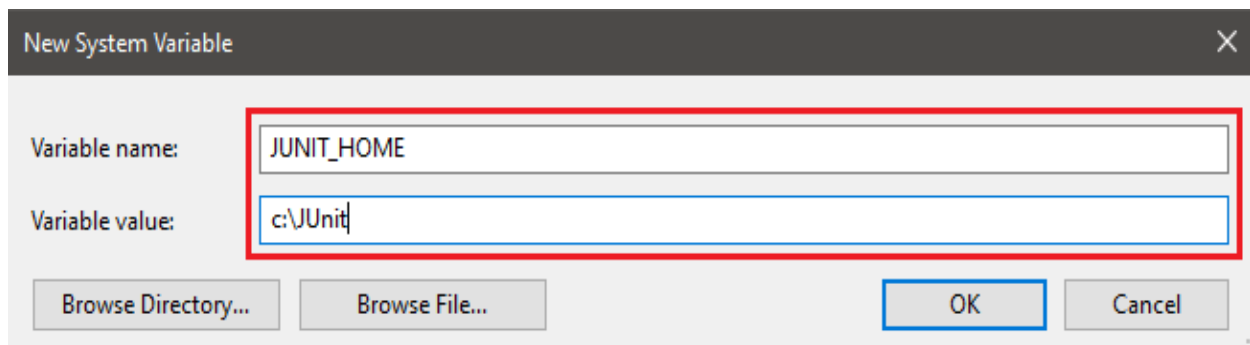 New System Variable
Variable name: JUNIT_HOME
Variable value: c:\JUnit
Browse Directory... Browse File... OK Cancel